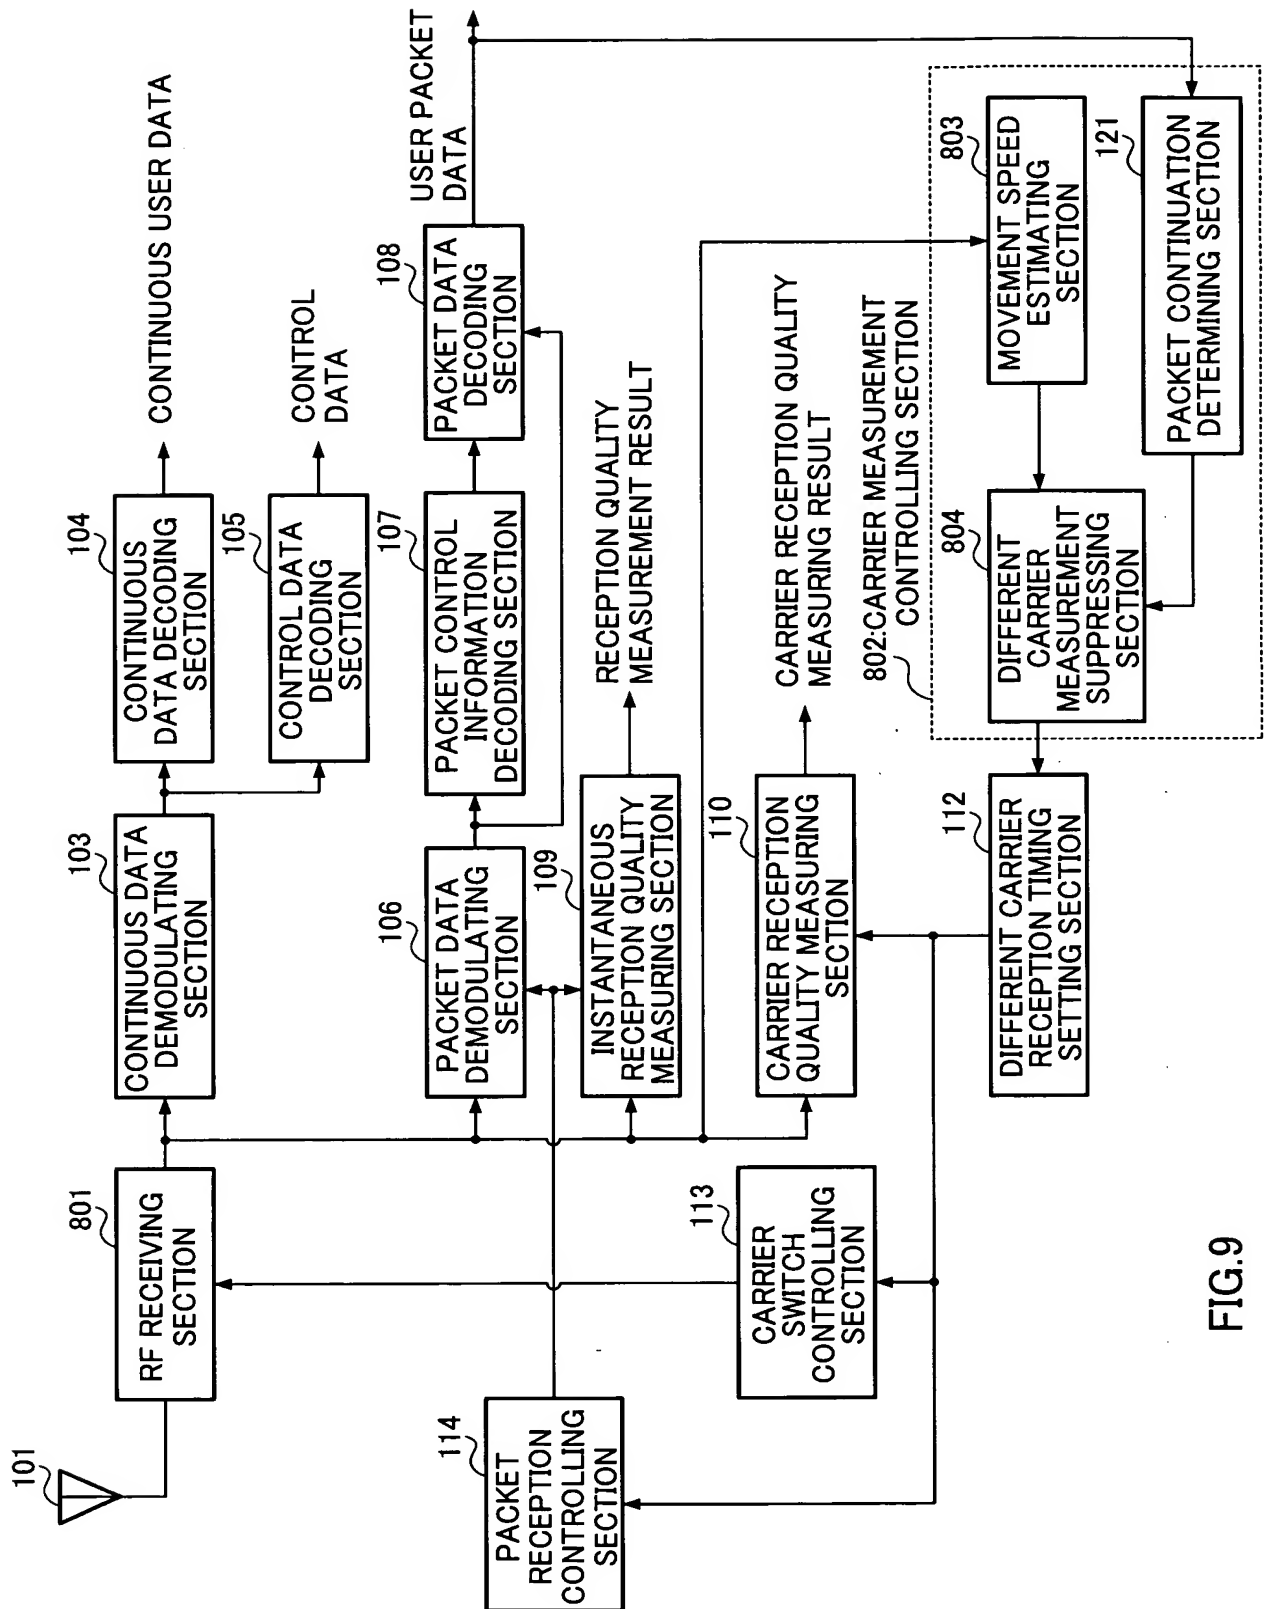 101
801
RF RECEIVING
SECTION
103
CONTINUOUS DATA
DEMODULATING
SECTION
104
CONTINUOUS
DATA DECODING
SECTION
CONTINUOUS USER DATA
105
CONTROL DATA
DECODING
SECTION
CONTROL
DATA
106
PACKET DATA
DEMODULATING
SECTION
107
PACKET CONTROL
INFORMATION
DECODING SECTION
108
PACKET DATA
DECODING
SECTION
USER PACKET
DATA
109
INSTANTANEOUS
RECEPTION QUALITY
MEASURING SECTION
RECEPTION QUALITY
MEASUREMENT RESULT
114
PACKET
RECEPTION
CONTROLLING
SECTION
113
CARRIER
SWITCH
CONTROLLING
SECTION
110
CARRIER RECEPTION
QUALITY MEASURING
SECTION
CARRIER RECEPTION QUALITY
MEASURING RESULT
802:CARRIER MEASUREMENT
CONTROLLING SECTION
112
DIFFERENT CARRIER
RECEPTION TIMING
SETTING SECTION
804
DIFFERENT
CARRIER
MEASUREMENT
SUPPRESSING
SECTION
803
MOVEMENT SPEED
ESTIMATING
SECTION
121
PACKET CONTINUATION
DETERMINING SECTION
FIG.9